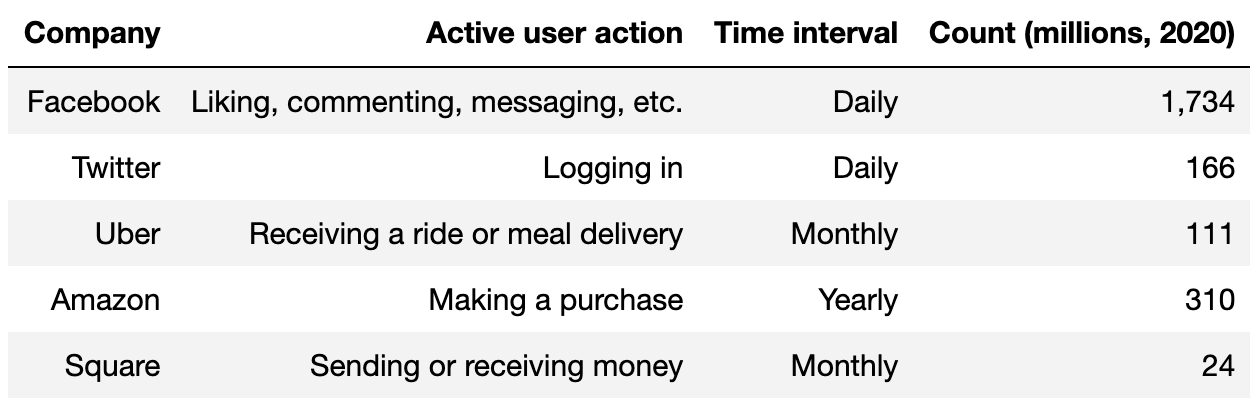 Company Active user action Time interval Count (millions, 2020)
Facebook Liking, commenting, messaging, etc. Daily 1,734
Twitter Logging in Daily 166
Uber Receiving a ride or meal delivery Monthly 111
Amazon Making a purchase Yearly 310
Square Sending or receiving money Monthly 24